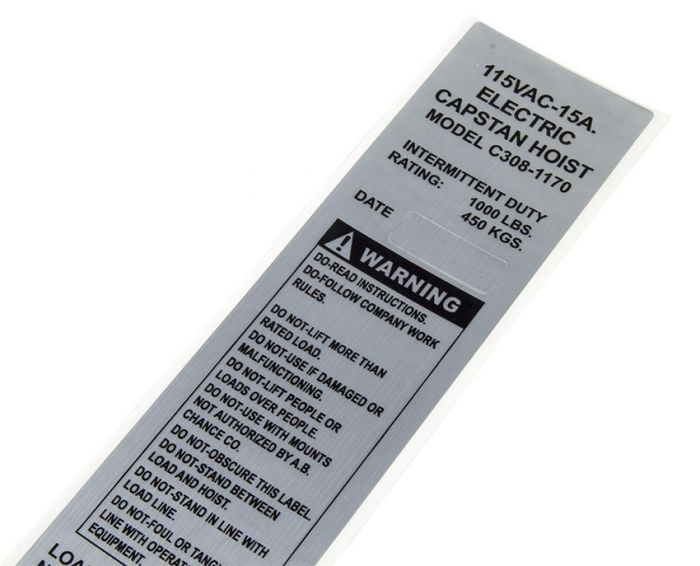 115VAC-15A.
ELECTRIC
CAPSTAN HOIST
MODEL C308-1170
INTERMITTENT DUTY
RATING: 1000 LBS.
450 KGS.
DATE
WARNING
DO-READ INSTRUCTIONS.
DO-FOLLOW COMPANY WORK
RULES.
DO NOT-LIFT MORE THAN
RATED LOAD.
DO NOT-USE IF DAMAGED OR
MALFUNCTIONING.
DO NOT-LIFT PEOPLE OR
LOADS OVER PEOPLE.
DO NOT-USE WITH MOUNTS
NOT AUTHORIZED BY A.B.
CHANCE CO.
DO NOT-OBSCURE THIS LABEL.
DO NOT-STAND BETWEEN
LOAD AND HOIST.
DO NOT-STAND IN LINE WITH
LOAD LINE.
DO NOT-FOUL OR
LINE WITH
EQUIPMENT.